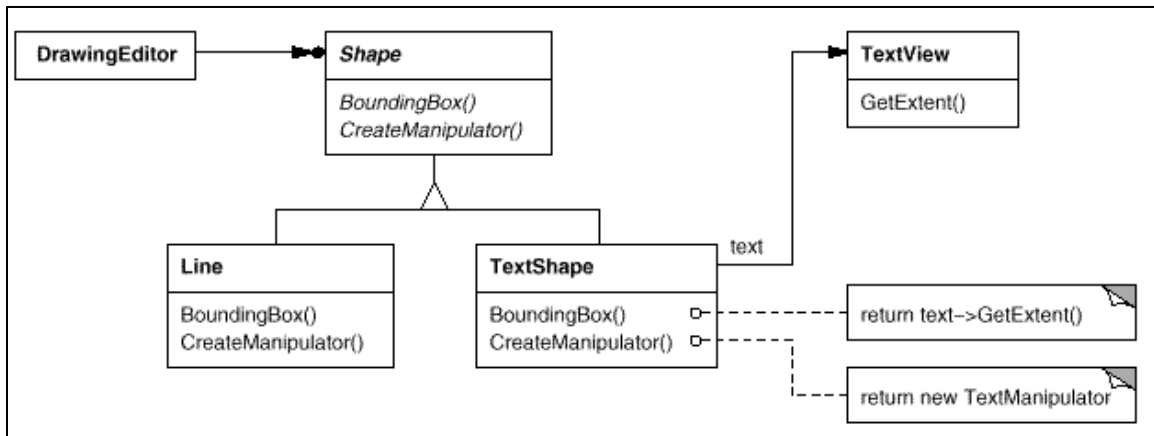 DrawingEditor
Shape
BoundingBox()
CreateManipulator()
TextView
GetExtent()
Line
BoundingBox()
CreateManipulator()
TextShape
BoundingBox()
CreateManipulator()
text
return text->GetExtent()
return new TextManipulator